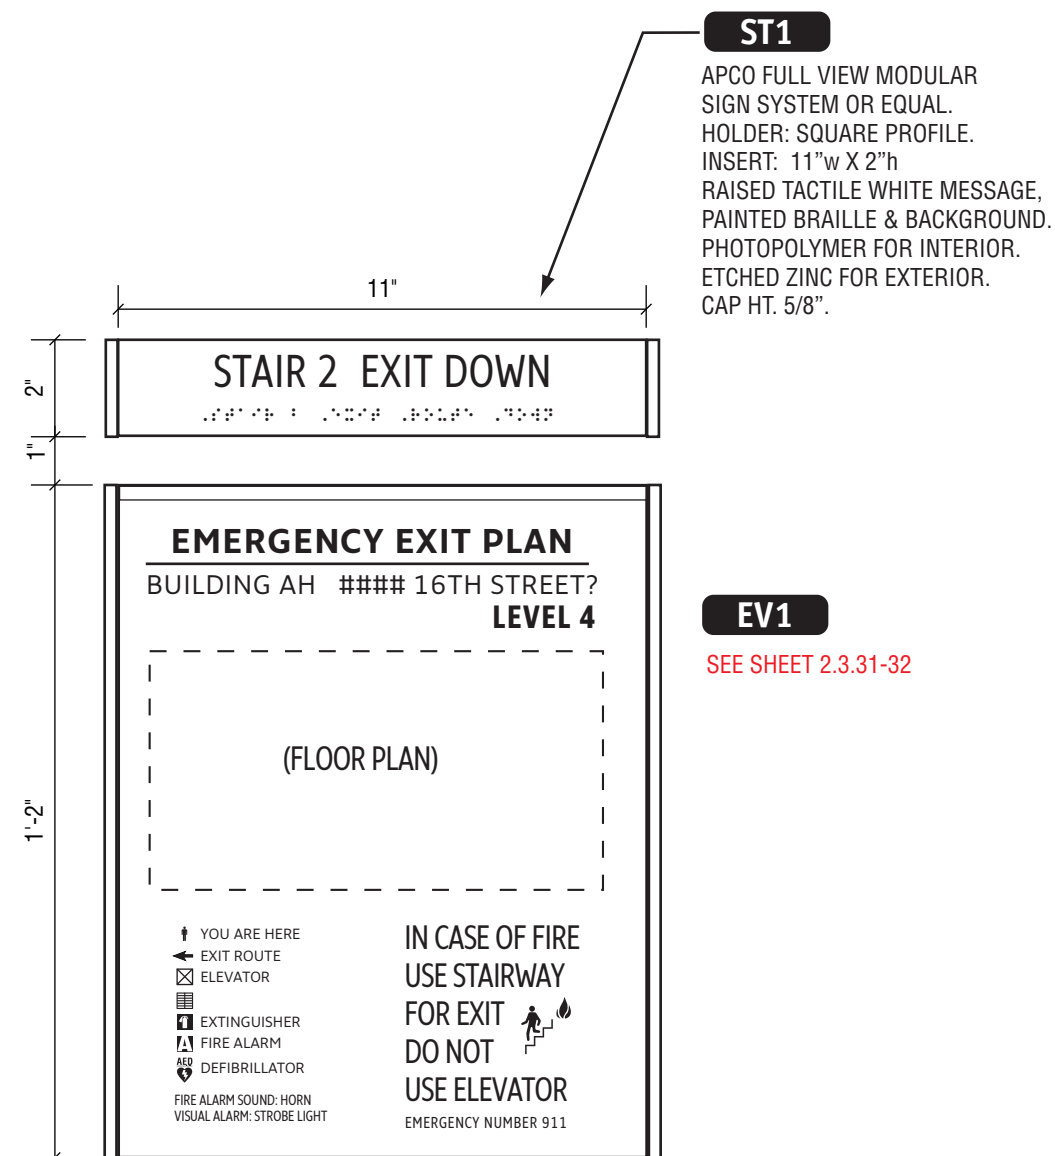 ST1
APCO FULL VIEW MODULAR
SIGN SYSTEM OR EQUAL.
HOLDER: SQUARE PROFILE.
INSERT: 11”w X 2”h
RAISED TACTILE WHITE MESSAGE,
PAINTED BRAILLE & BACKGROUND.
PHOTOPOLYMER FOR INTERIOR.
ETCHED ZINC FOR EXTERIOR.
CAP HT. 5/8”.
11"
2"
STAIR 2 EXIT DOWN
1"
1'-2"
EMERGENCY EXIT PLAN
BUILDING AH #### 16TH STREET?
LEVEL 4
(FLOOR PLAN)
YOU ARE HERE
EXIT ROUTE
ELEVATOR
EXTINGUISHER
FIRE ALARM
AED DEFIBRILLATOR
FIRE ALARM SOUND: HORN
VISUAL ALARM: STROBE LIGHT
IN CASE OF FIRE
USE STAIRWAY
FOR EXIT
DO NOT
USE ELEVATOR
EMERGENCY NUMBER 911
EV1
SEE SHEET 2.3.31-32